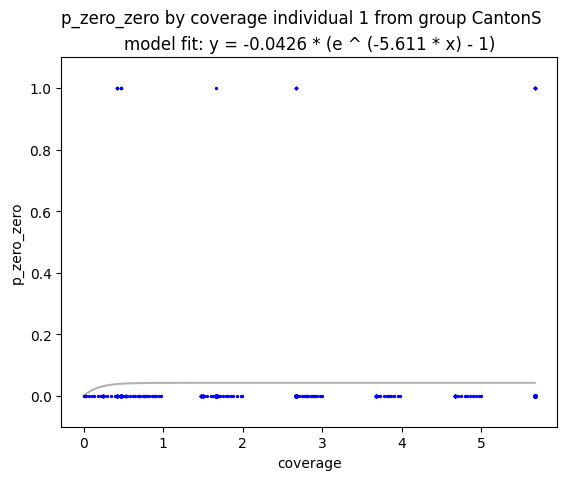 p_zero_zero by coverage individual 1 from group CantonS
model fit: y = -0.0426 * (e ^ (-5.611 * x) - 1)
1.0
0.8
0.6
0.4
0.2
0.0
p_zero_zero
0 1 2 3 4 5
coverage